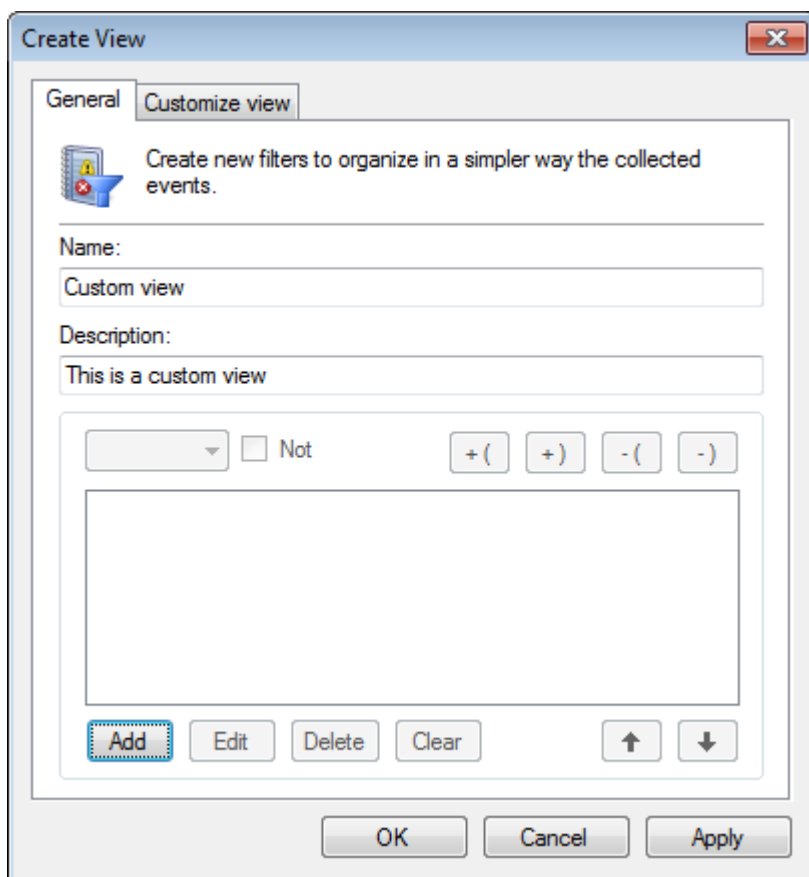 Create View
General
Customize view
Create new filters to organize in a simpler way the collected
events.
Name:
Custom view
Description:
This is a custom view
Not
+ (
+ )
- (
- )
Add
Edit
Delete
Clear
OK
Cancel
Apply